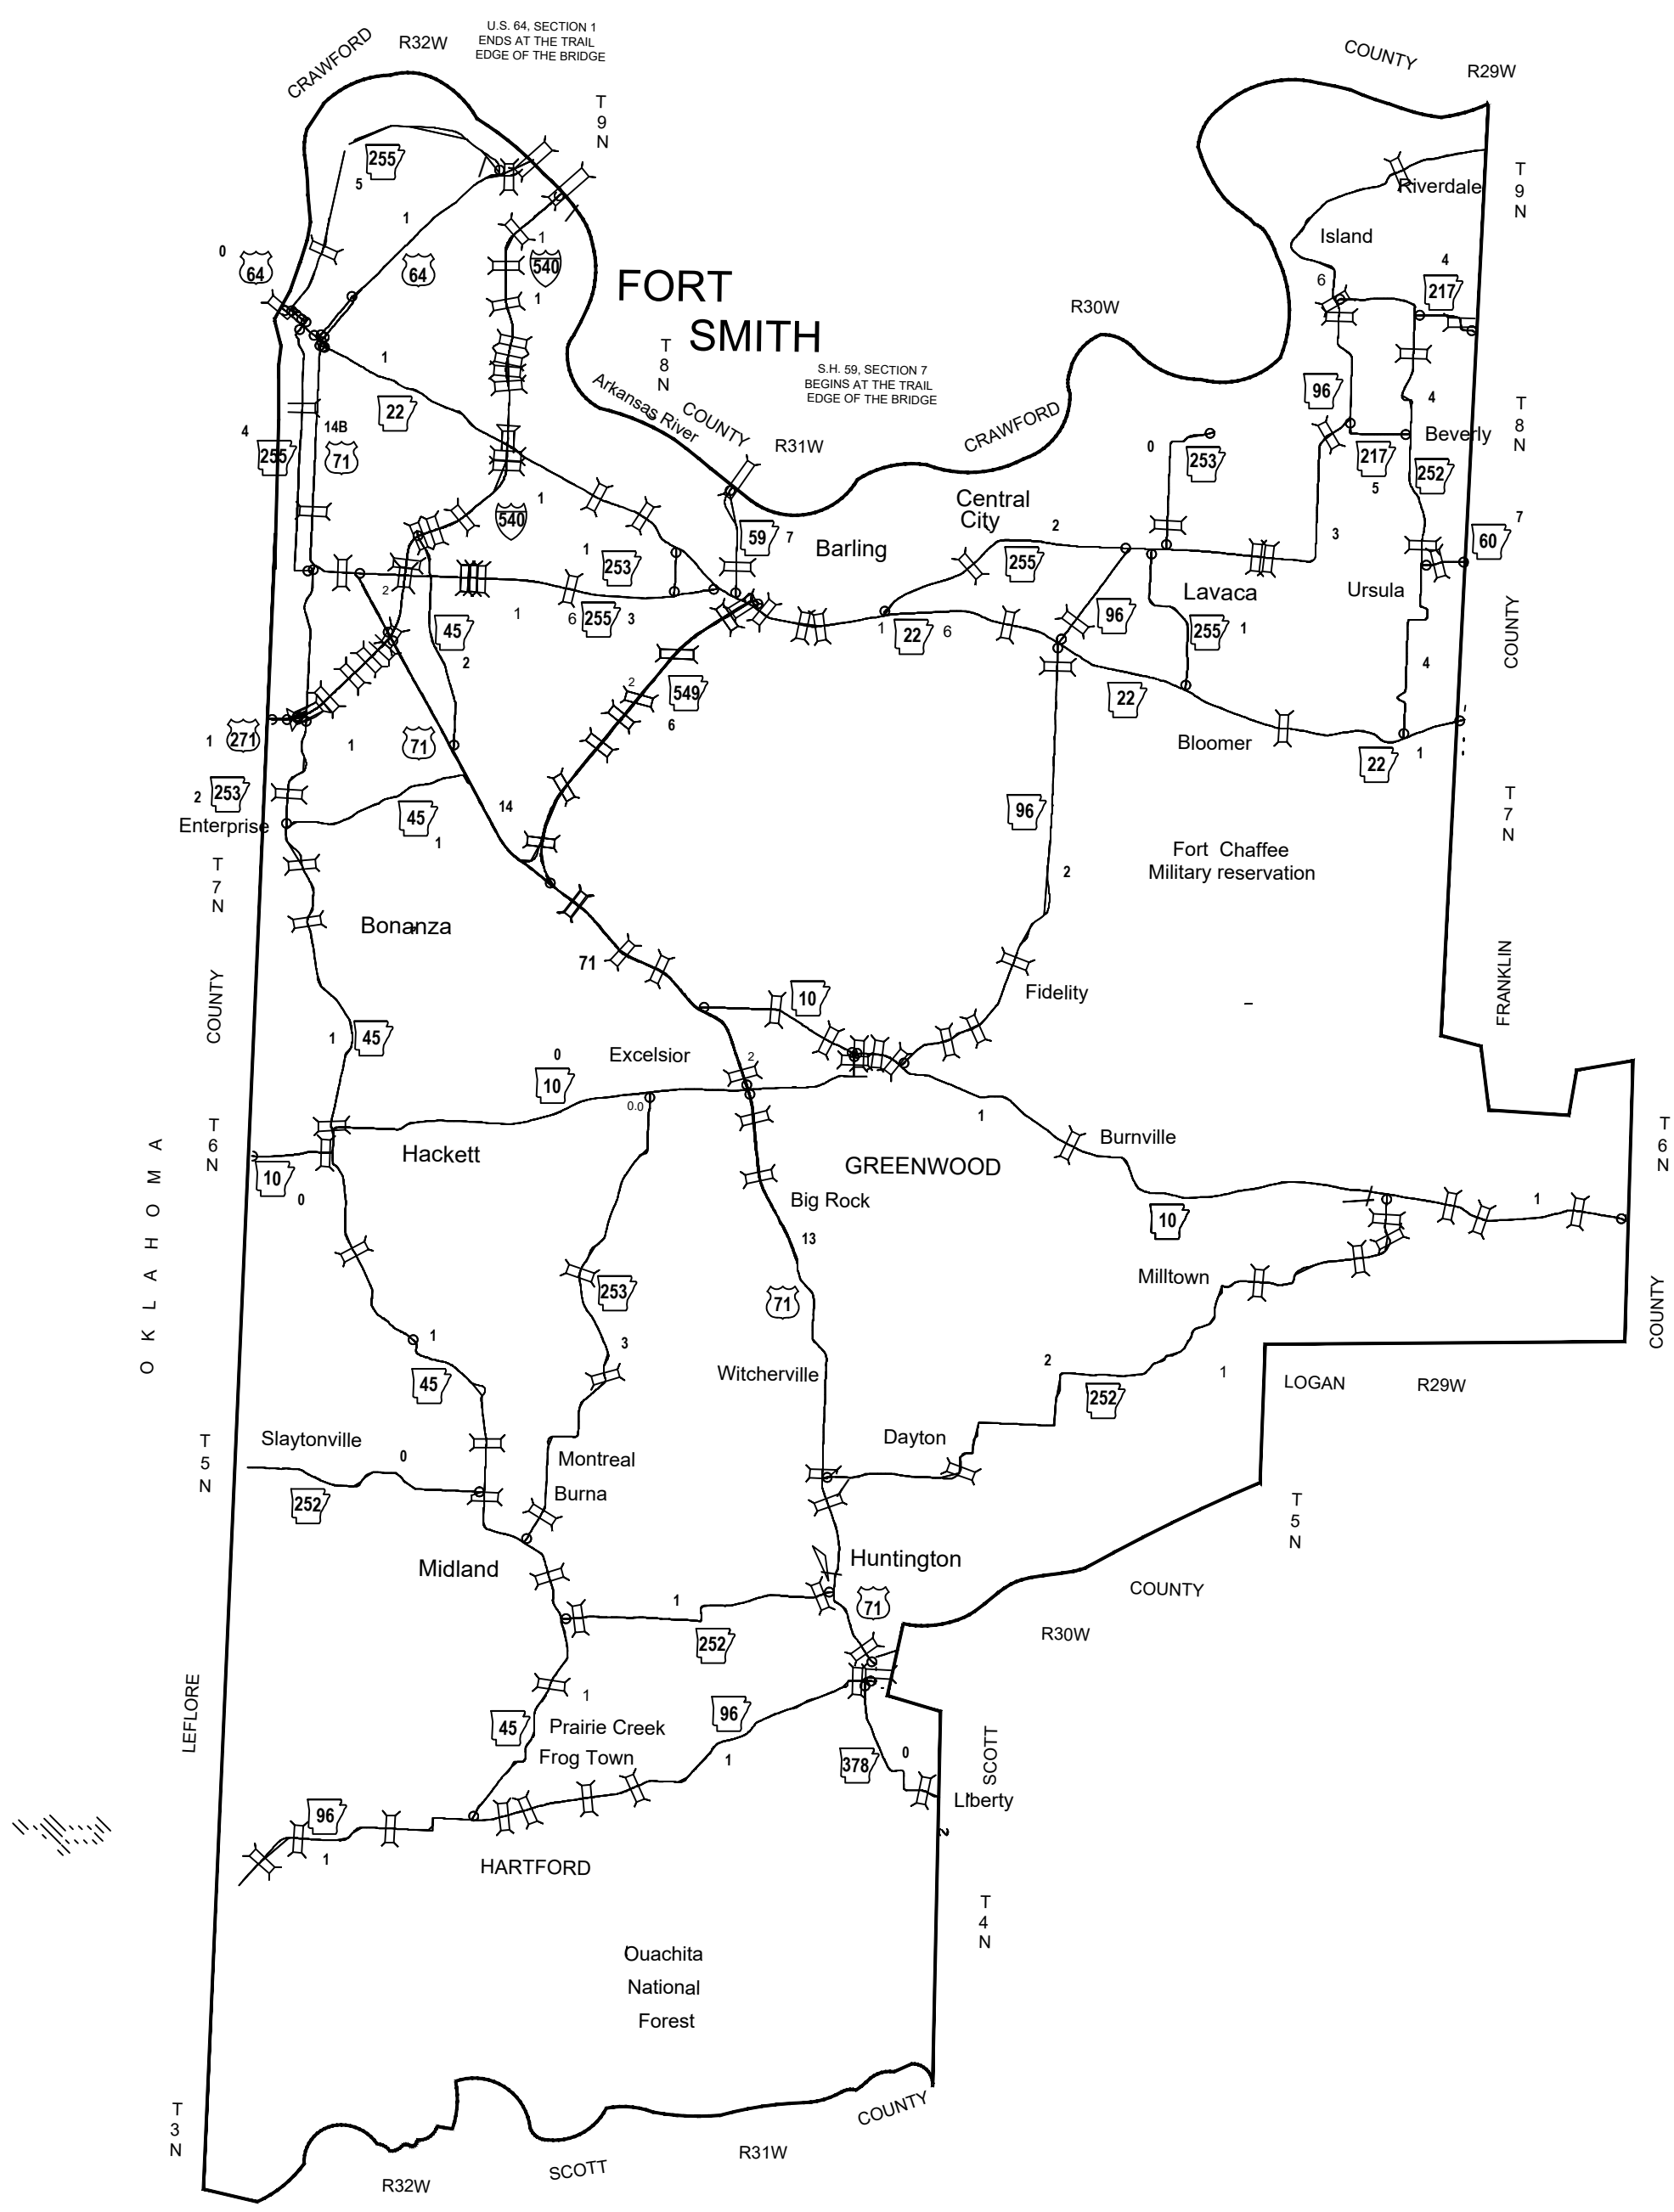 U.S. 64, SECTION 1
ENDS AT THE TRAIL
EDGE OF THE BRIDGE
CRAWFORD
R32W
COUNTY
R29W
T
9
N
255
5
1
0
64
64
1
540
1
FORT
SMITH
T
9
N
Riverdale
Island
6
4
217
R30W
T
8
N
S.H. 59, SECTION 7
BEGINS AT THE TRAIL
EDGE OF THE BRIDGE
Arkansas River
COUNTY
R31W
CRAWFORD
1
22
4
255
14B
71
96
4
T
8
N
Beverly
217
5
252
0
253
1
540
Central
City
2
59
7
Barling
255
3
60
7
1
253
Lavaca
Ursula
2
1
6
255
3
45
2
1
22
6
96
255
1
COUNTY
4
549
2
6
22
Bloomer
22
1
1
271
1
71
2
253
Enterprise
45
1
14
96
T
7
N
Fort Chaffee
Military reservation
2
T
7
N
Bonanza
71
10
Fidelity
FRANKLIN
COUNTY
1
45
Excelsior
0
10
0.0
2
1
Burnville
T
6
N
T
6
N
Hackett
GREENWOOD
10
0
Big Rock
13
10
1
OKLAHOMA
Milltown
253
71
COUNTY
1
3
45
Witcherville
2
252
1
LOGAN
R29W
T
5
N
Slaytonville
0
252
Montreal
Burna
Dayton
T
5
N
Midland
Huntington
COUNTY
1
252
71
R30W
LEFLORE
1
45
Prairie Creek
96
Frog Town
1
378
0
SCOTT
Liberty
2
96
1
HARTFORD
T
4
N
Ouachita
National
Forest
T
3
N
COUNTY
R31W
SCOTT
R32W